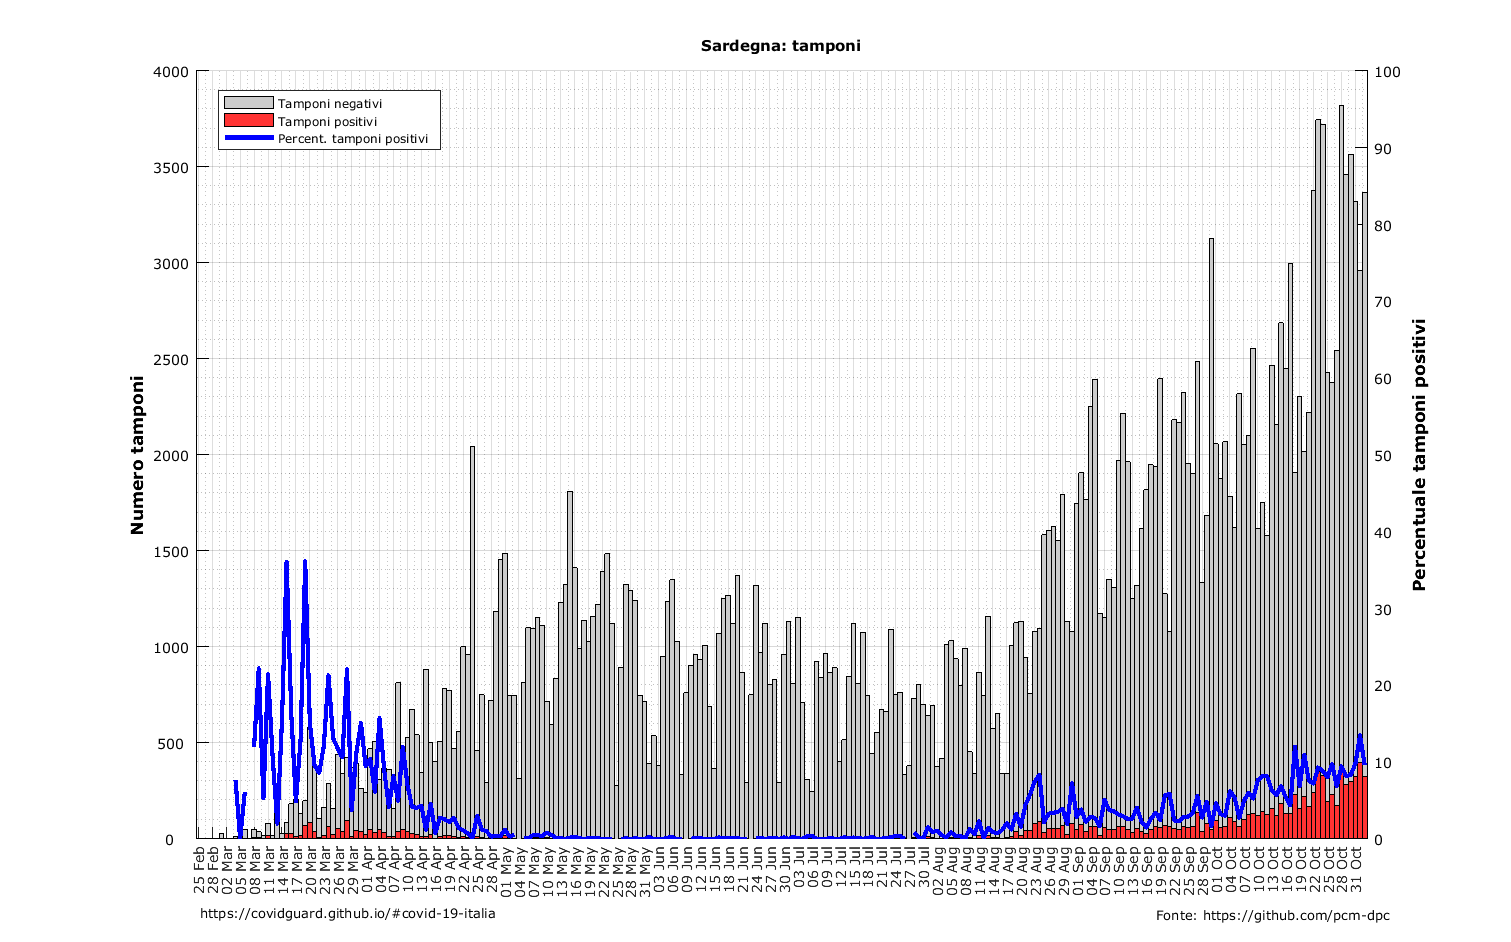 Sardegna: tamponi
4000
3500
3000
2500
2000
1500
1000
500
0
100
90
80
70
60
50
40
30
20
10
0
Numero tamponi
Percentuale tamponi positivi
Tamponi negativi
Tamponi positivi
Percent. tamponi positivi
25 Feb
28 Feb
02 Mar
05 Mar
08 Mar
11 Mar
14 Mar
17 Mar
20 Mar
23 Mar
26 Mar
29 Mar
01 Apr
04 Apr
07 Apr
10 Apr
13 Apr
16 Apr
19 Apr
22 Apr
25 Apr
28 Apr
01 May
04 May
07 May
10 May
13 May
16 May
19 May
22 May
25 May
28 May
31 May
03 Jun
06 Jun
09 Jun
12 Jun
15 Jun
18 Jun
21 Jun
24 Jun
27 Jun
30 Jun
03 Jul
06 Jul
09 Jul
12 Jul
15 Jul
18 Jul
21 Jul
24 Jul
27 Jul
30 Jul
02 Aug
05 Aug
08 Aug
11 Aug
14 Aug
17 Aug
20 Aug
23 Aug
26 Aug
29 Aug
01 Sep
04 Sep
07 Sep
10 Sep
13 Sep
16 Sep
19 Sep
22 Sep
25 Sep
28 Sep
01 Oct
04 Oct
07 Oct
10 Oct
13 Oct
16 Oct
19 Oct
22 Oct
25 Oct
28 Oct
31 Oct
https://covidguard.github.io/#covid-19-italia
Fonte: https://github.com/pcm-dpc